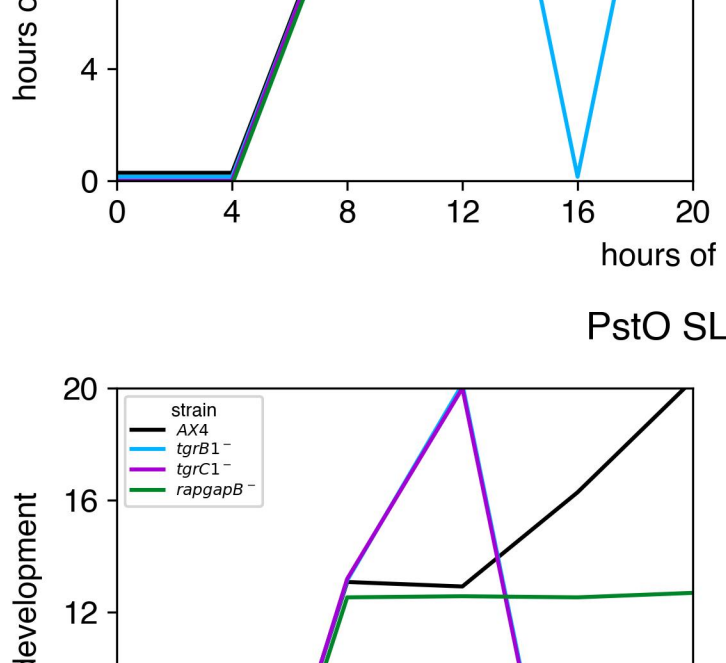 hours o
4
0
0 4 8 12 16 20
hours of
PstO SL
20
strain
AX4
tgrB1⁻
tgrC1⁻
rapgapB⁻
16
12
development